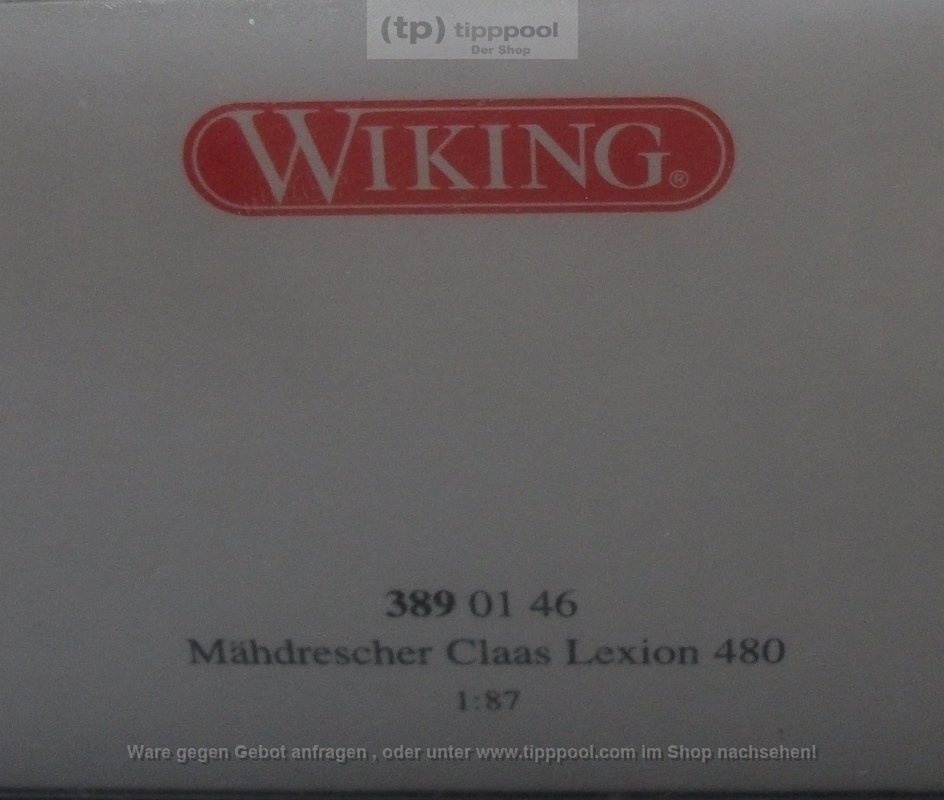 (tp) tipppool
Der Shop
WIKING®
389 01 46
Mähdrescher Claas Lexion 480
1:87
Ware gegen Gebot anfragen , oder unter www.tipppool.com im Shop nachsehen!